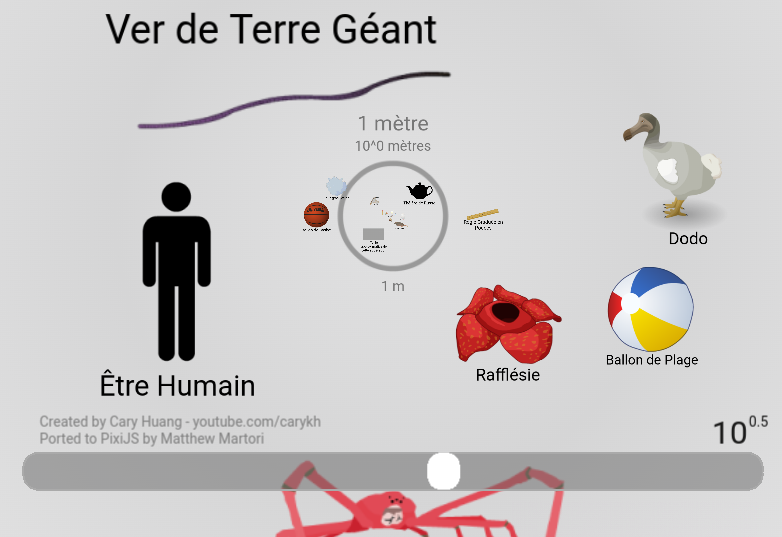 Ver de Terre Géant
1 mètre
10^0 mètres
1 m
Dodo
Être Humain
Rafflésie
Ballon de Plage
Created by Cary Huang - youtube.com/carykh
Ported to PixiJS by Matthew Martori
10^0.5